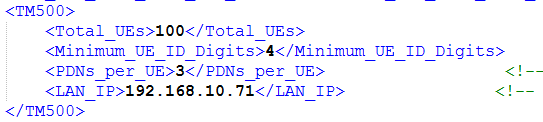 <TM500>
<Total_UEs>100</Total_UEs>
<Minimum_UE_ID_Digits>4</Minimum_UE_ID_Digits>
<PDNs_per_UE>3</PDNs_per_UE> <!--
<LAN_IP>192.168.10.71</LAN_IP> <!--
</TM500>